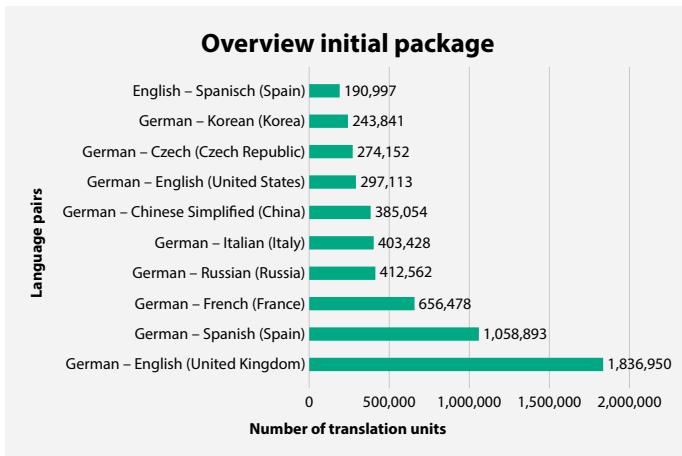 Overview initial package
English – Spanisch (Spain) 190,997
German – Korean (Korea) 243,841
German – Czech (Czech Republic) 274,152
German – English (United States) 297,113
German – Chinese Simplified (China) 385,054
German – Italian (Italy) 403,428
German – Russian (Russia) 412,562
German – French (France) 656,478
German – Spanish (Spain) 1,058,893
German – English (United Kingdom) 1,836,950
Language pairs
0 500,000 1,000,000 1,500,000 2,000,000
Number of translation units